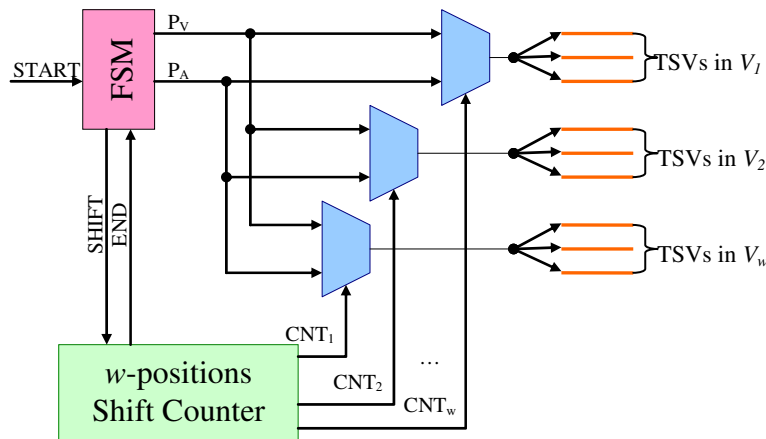 P_V
START
FSM
P_A
TSVs in V_1
TSVs in V_2
SHIFT
END
TSVs in V_w
CNT_1
w-positions
Shift Counter
…
CNT_2
CNT_w